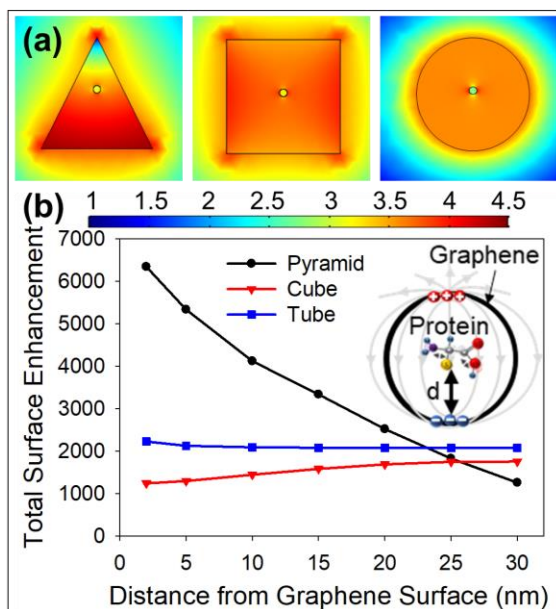 (a)
1 1.5 2 2.5 3 3.5 4 4.5
(b)
7000
6000
5000
4000
3000
2000
1000
0
Total Surface Enhancement
Pyramid
Cube
Tube
Graphene
Protein
d
0 5 10 15 20 25 30
Distance from Graphene Surface (nm)